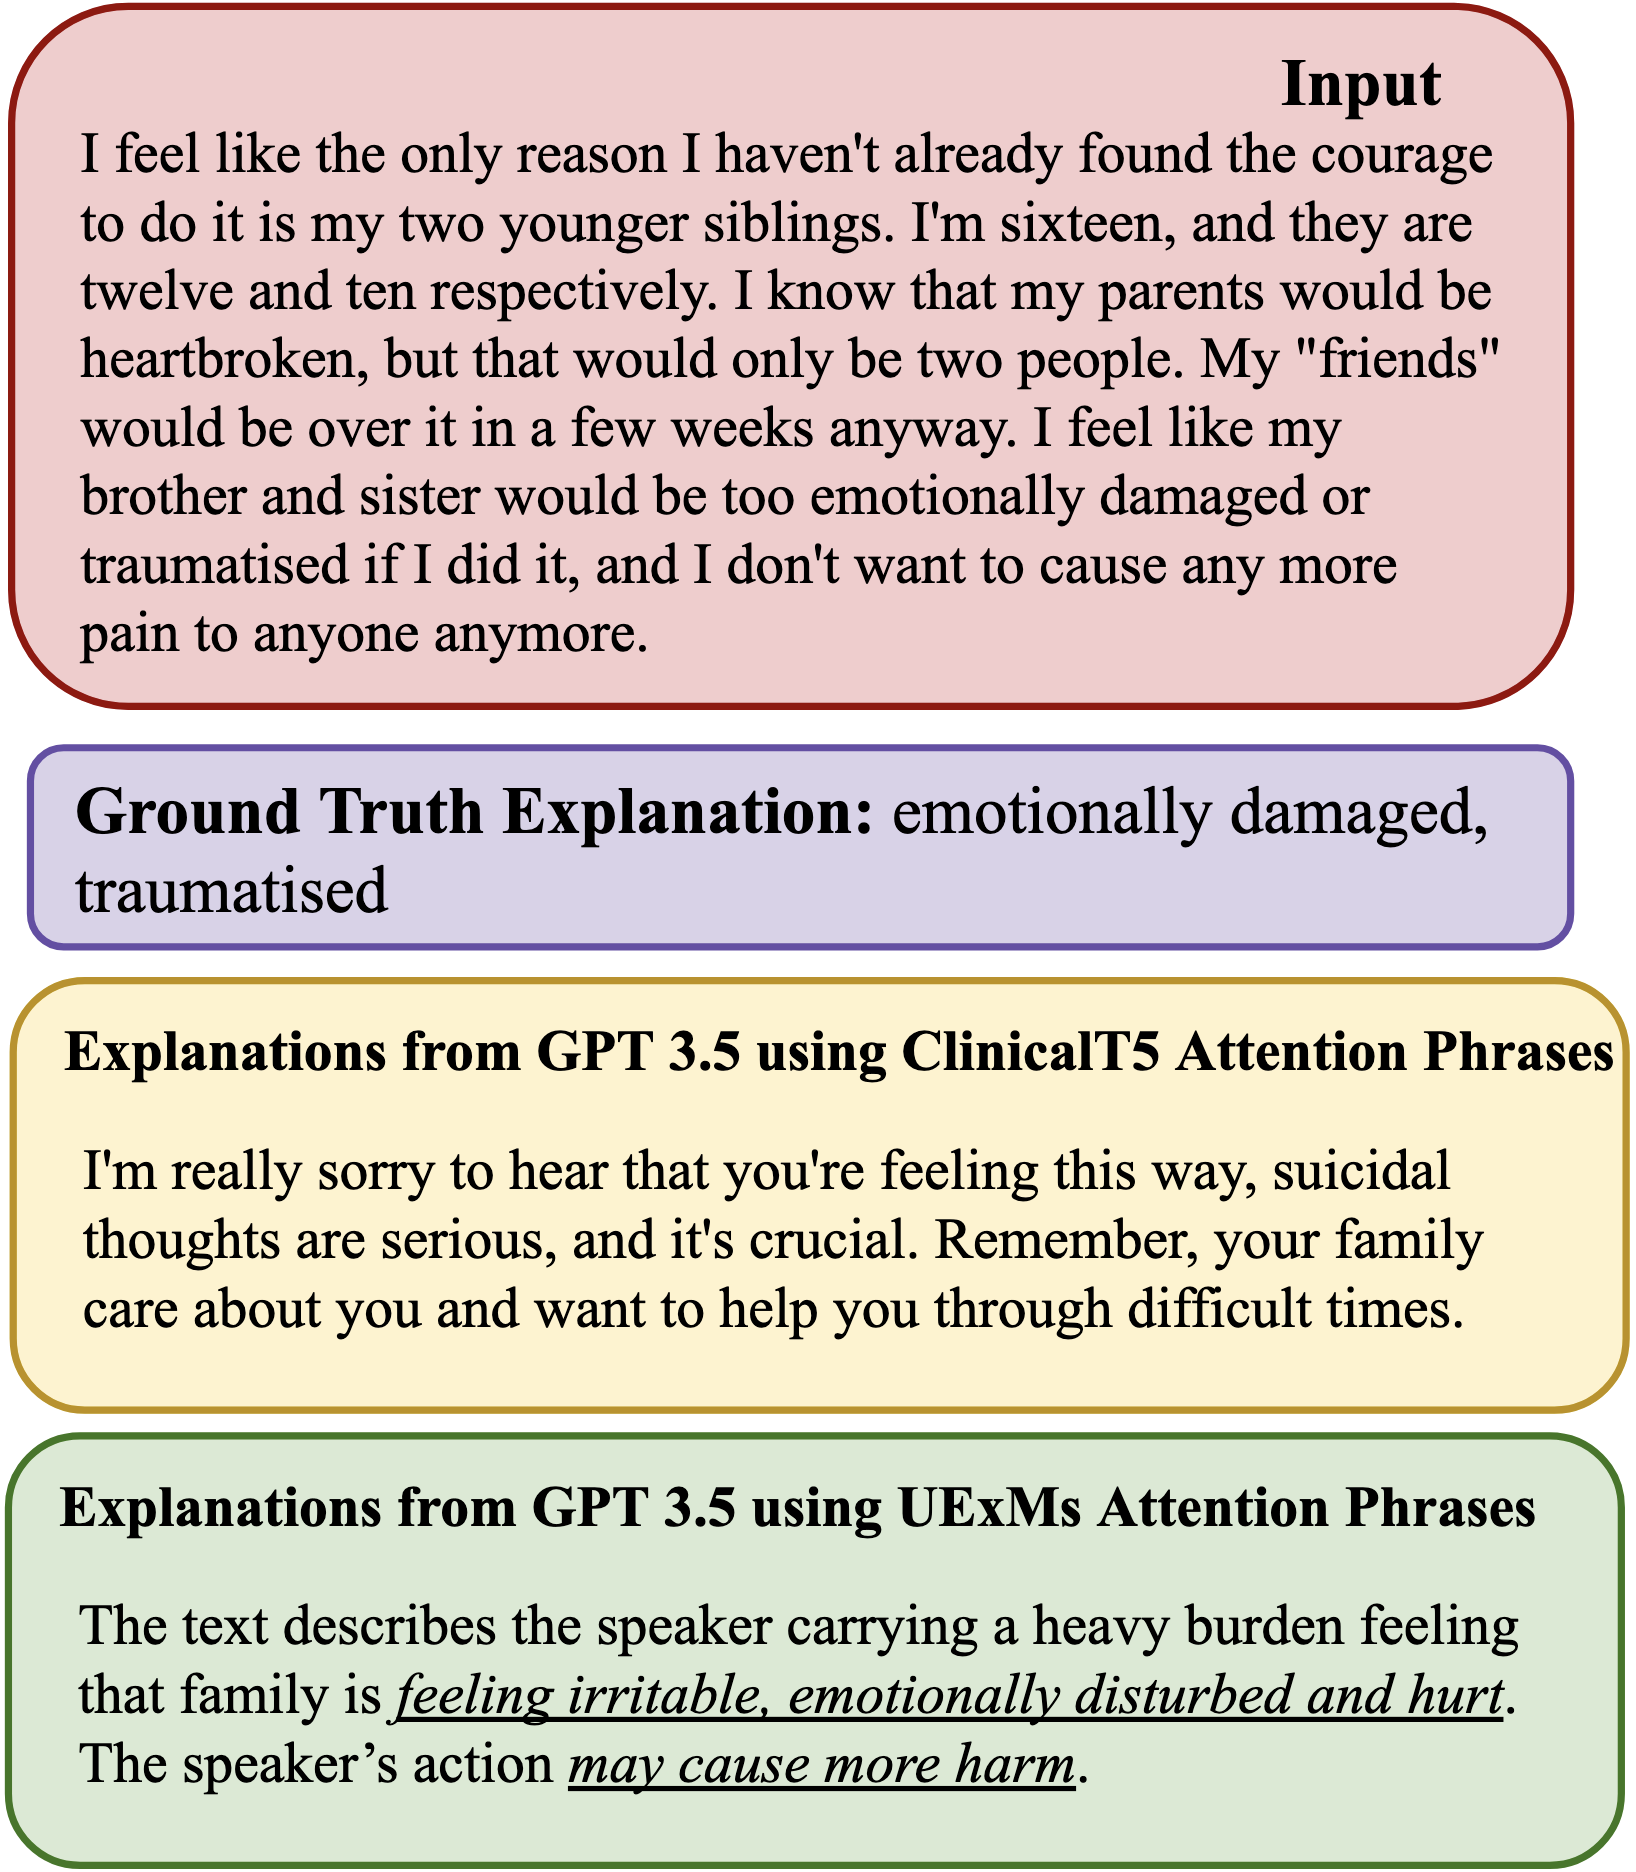 Input
I feel like the only reason I haven't already found the courage
to do it is my two younger siblings. I'm sixteen, and they are
twelve and ten respectively. I know that my parents would be
heartbroken, but that would only be two people. My "friends"
would be over it in a few weeks anyway. I feel like my
brother and sister would be too emotionally damaged or
traumatised if I did it, and I don't want to cause any more
pain to anyone anymore.
Ground Truth Explanation: emotionally damaged,
traumatised
Explanations from GPT 3.5 using ClinicalT5 Attention Phrases
I'm really sorry to hear that you're feeling this way, suicidal
thoughts are serious, and it's crucial. Remember, your family
care about you and want to help you through difficult times.
Explanations from GPT 3.5 using UExMs Attention Phrases
The text describes the speaker carrying a heavy burden feeling
that family is feeling irritable, emotionally disturbed and hurt.
The speaker’s action may cause more harm.